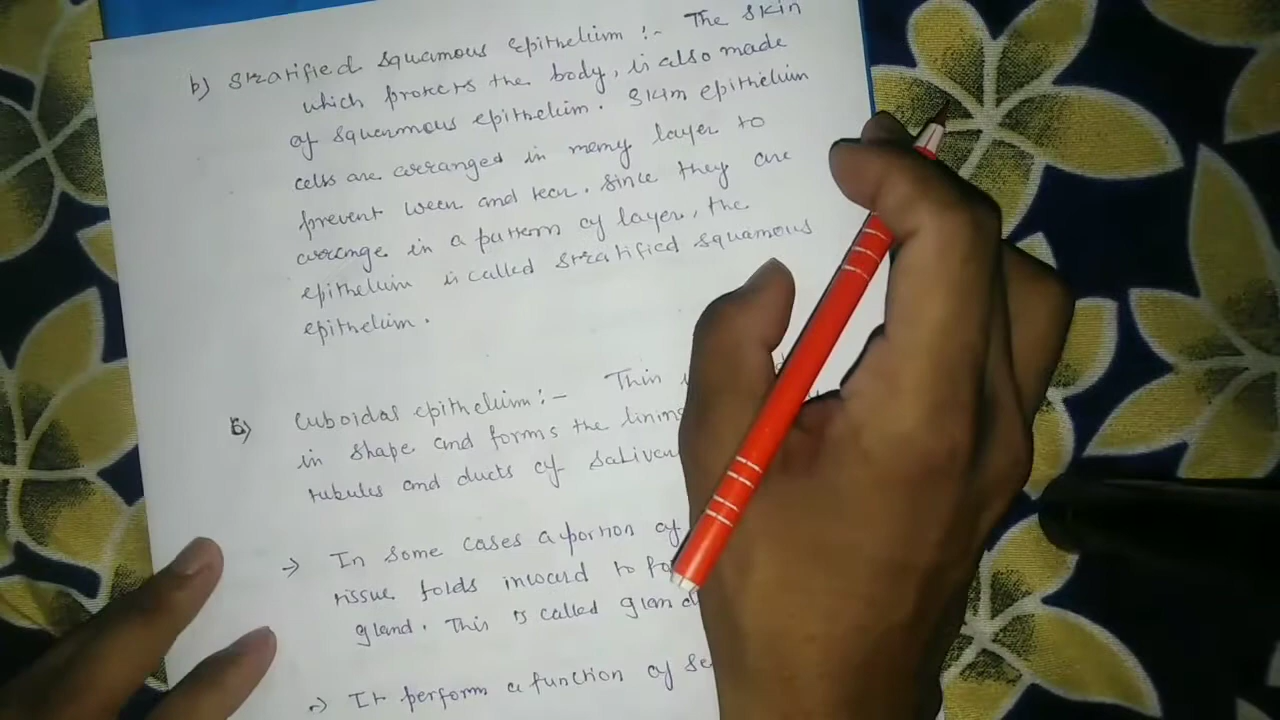 b) Stratified squamous epithelium :- The skin
which protects the body, is also made
of squamous epithelium. Skin epithelium
cells are arranged in many layer to
prevent wear and tear. Since they are
arrange in a pattern of layer, the
epithelium is called stratified squamous
epithelium.
Cuboidal epithelium :- This
in shape and forms the lining
tubules and ducts of
→ In some cases a portion of
tissue folds inward to
gland. This is called
→ It perform a function of